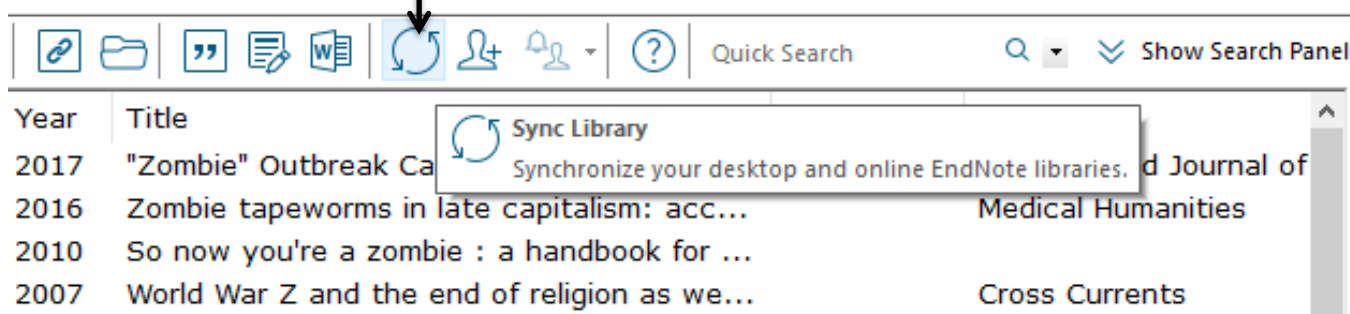 Quick Search Show Search Panel
Year Title
Sync Library
Synchronize your desktop and online EndNote libraries.
2017 "Zombie" Outbreak Ca d Journal of
2016 Zombie tapeworms in late capitalism: acc... Medical Humanities
2010 So now you're a zombie : a handbook for ...
2007 World War Z and the end of religion as we... Cross Currents